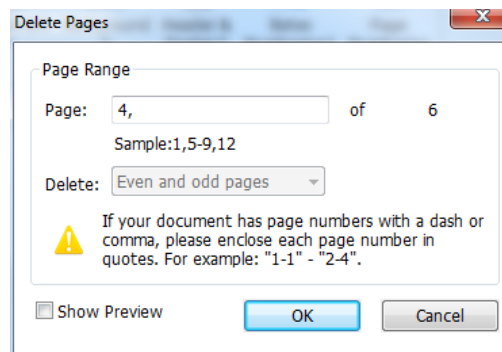 Delete Pages
Page Range
Page: 4, of 6
Sample:1,5-9,12
Delete: Even and odd pages
If your document has page numbers with a dash or
comma, please enclose each page number in
quotes. For example: "1-1" - "2-4".
Show Preview OK Cancel